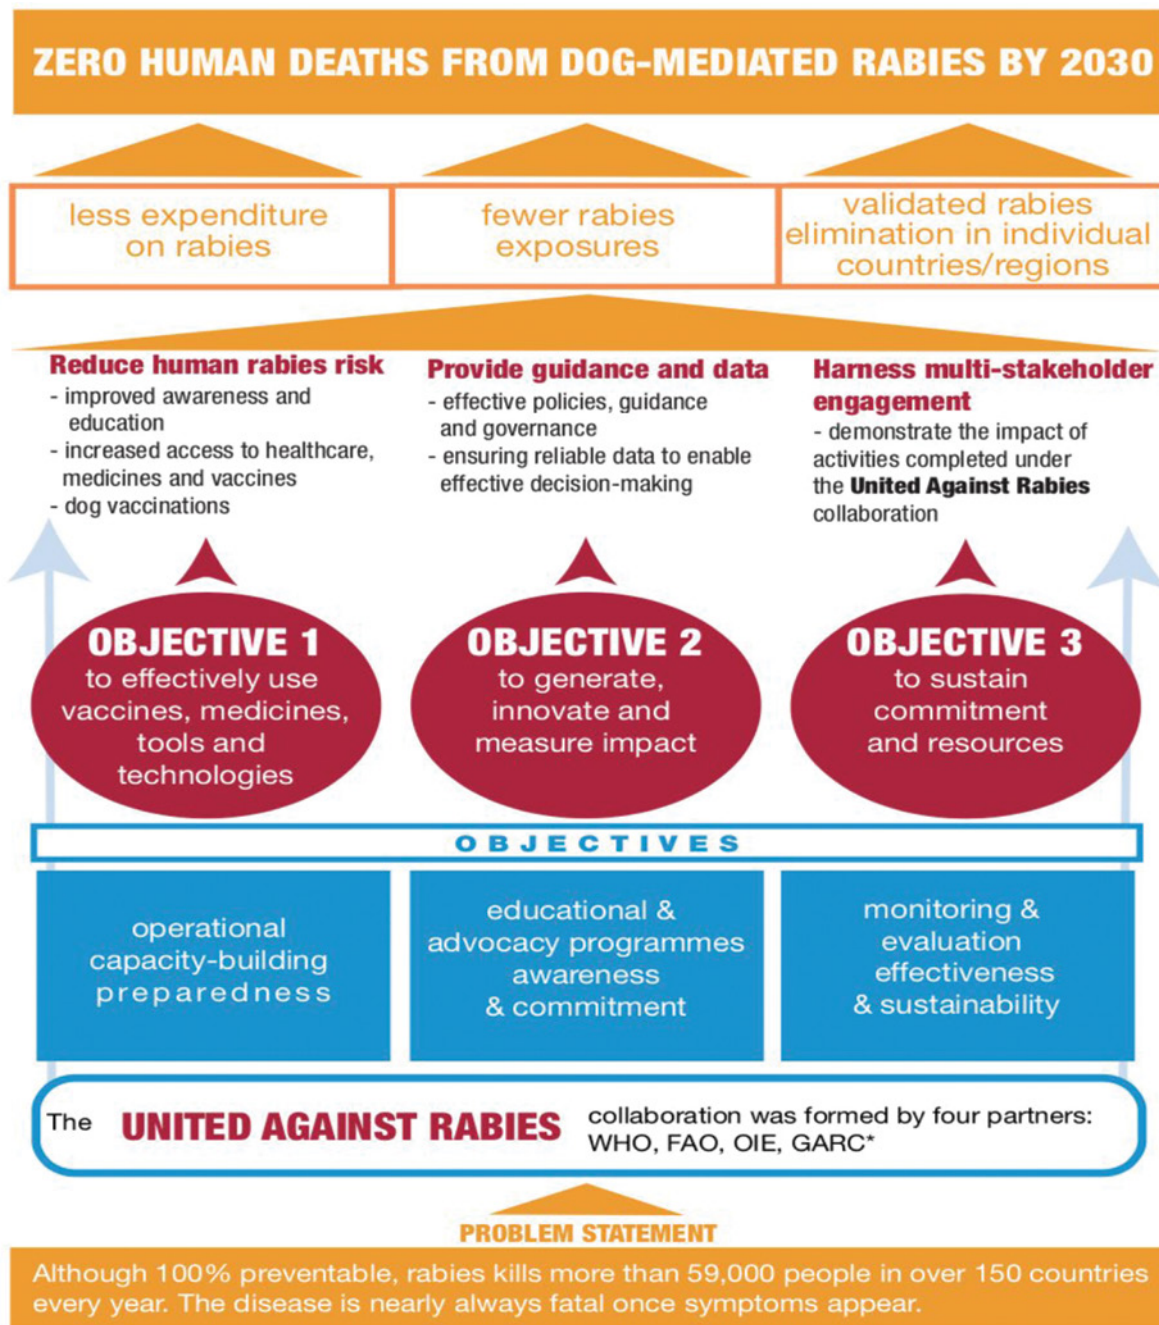 ZERO HUMAN DEATHS FROM DOG-MEDIATED RABIES BY 2030
less expenditure
on rabies
fewer rabies
exposures
validated rabies
elimination in individual
countries/regions
Reduce human rabies risk
- improved awareness and
education
- increased access to healthcare,
medicines and vaccines
- dog vaccinations
Provide guidance and data
- effective policies, guidance
and governance
- ensuring reliable data to enable
effective decision-making
Harness multi-stakeholder
engagement
- demonstrate the impact of
activities completed under
the United Against Rabies
collaboration
OBJECTIVE 1
to effectively use
vaccines, medicines,
tools and
technologies
OBJECTIVE 2
to generate,
innovate and
measure impact
OBJECTIVE 3
to sustain
commitment
and resources
OBJECTIVES
operational
capacity-building
preparedness
educational &
advocacy programmes
awareness
& commitment
monitoring &
evaluation
effectiveness
& sustainability
The UNITED AGAINST RABIES collaboration was formed by four partners:
WHO, FAO, OIE, GARC*
PROBLEM STATEMENT
Although 100% preventable, rabies kills more than 59,000 people in over 150 countries
every year. The disease is nearly always fatal once symptoms appear.